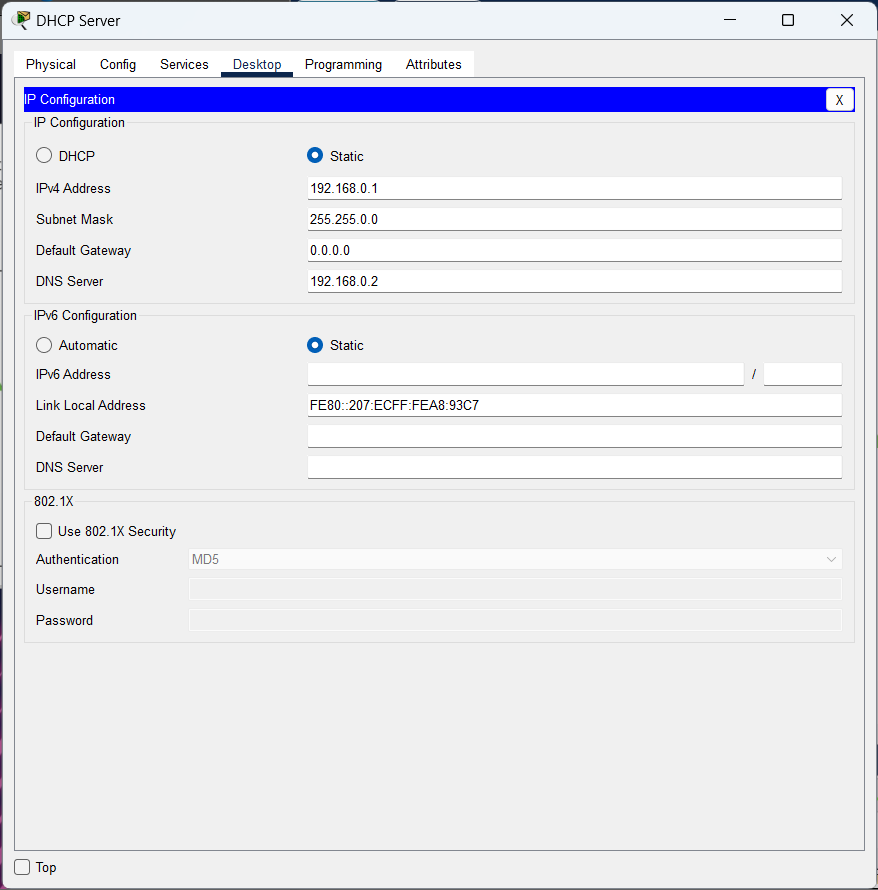 DHCP Server
Physical Config Services Desktop Programming Attributes
IP Configuration X
IP Configuration
DHCP Static
IPv4 Address 192.168.0.1
Subnet Mask 255.255.0.0
Default Gateway 0.0.0.0
DNS Server 192.168.0.2
IPv6 Configuration
Automatic Static
IPv6 Address /
Link Local Address FE80::207:ECFF:FEA8:93C7
Default Gateway
DNS Server
802.1X
Use 802.1X Security
Authentication MD5
Username
Password
Top